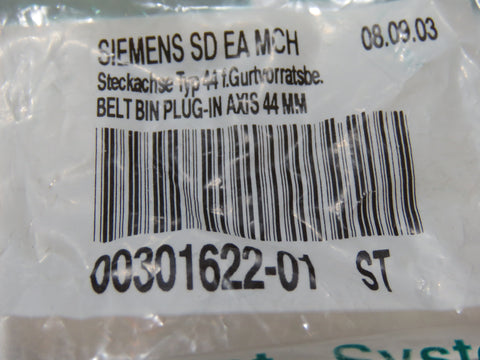 SIEMENS SD EA MCH 08.09.03
Steckachse Typ 44 f.Gurtvorratsbe.
BELT BIN PLUG-IN AXIS 44 MM
00301622-01 ST